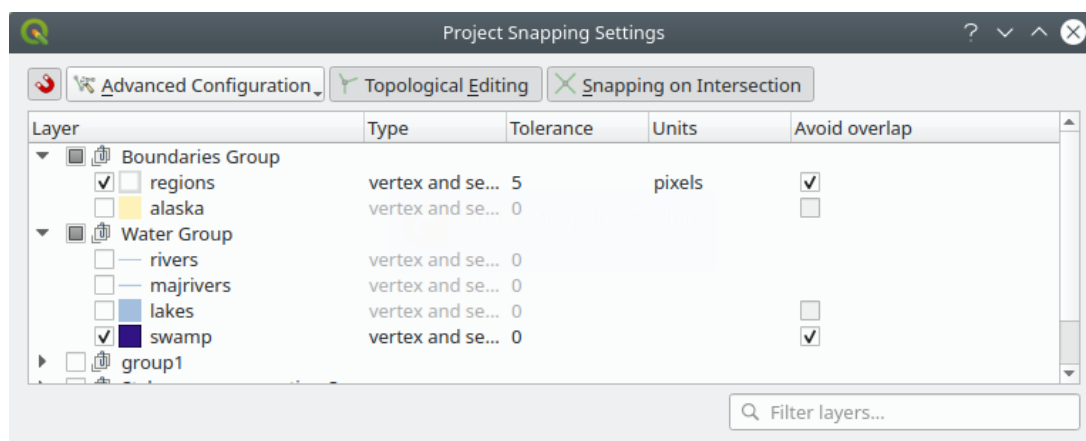 Project Snapping Settings
Advanced Configuration Topological Editing Snapping on Intersection
Layer Type Tolerance Units Avoid overlap
Boundaries Group
regions vertex and se... 5 pixels
alaska vertex and se... 0
Water Group
rivers vertex and se... 0
majrivers vertex and se... 0
lakes vertex and se... 0
swamp vertex and se... 0
group1
Filter layers...